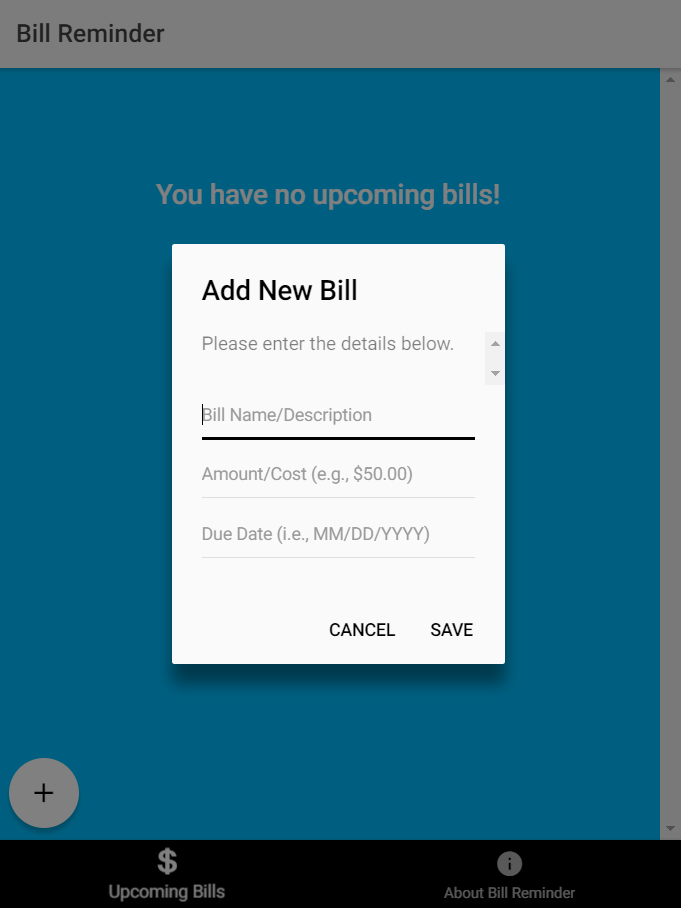 Bill Reminder
You have no upcoming bills!
Add New Bill
Please enter the details below.
Bill Name/Description
Amount/Cost (e.g., $50.00)
Due Date (i.e., MM/DD/YYYY)
CANCEL SAVE
Upcoming Bills About Bill Reminder